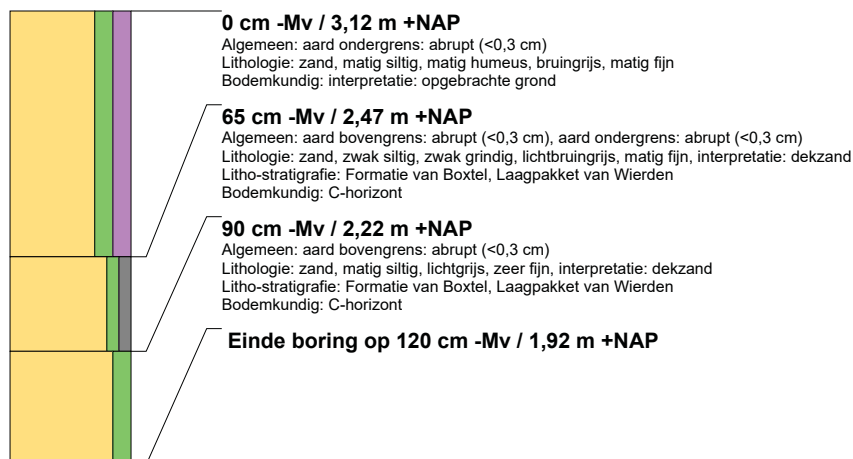 0 cm -Mv / 3,12 m +NAP
Algemeen: aard ondergrens: abrupt (<0,3 cm)
Lithologie: zand, matig siltig, matig humeus, bruingrijs, matig fijn
Bodemkundig: interpretatie: opgebrachte grond
65 cm -Mv / 2,47 m +NAP
Algemeen: aard bovengrens: abrupt (<0,3 cm), aard ondergrens: abrupt (<0,3 cm)
Lithologie: zand, zwak siltig, zwak grindig, lichtbruingrijs, matig fijn, interpretatie: dekzand
Litho-stratigrafie: Formatie van Boxtel, Laagpakket van Wierden
Bodemkundig: C-horizont
90 cm -Mv / 2,22 m +NAP
Algemeen: aard bovengrens: abrupt (<0,3 cm)
Lithologie: zand, matig siltig, lichtgrijs, zeer fijn, interpretatie: dekzand
Litho-stratigrafie: Formatie van Boxtel, Laagpakket van Wierden
Bodemkundig: C-horizont
Einde boring op 120 cm -Mv / 1,92 m +NAP